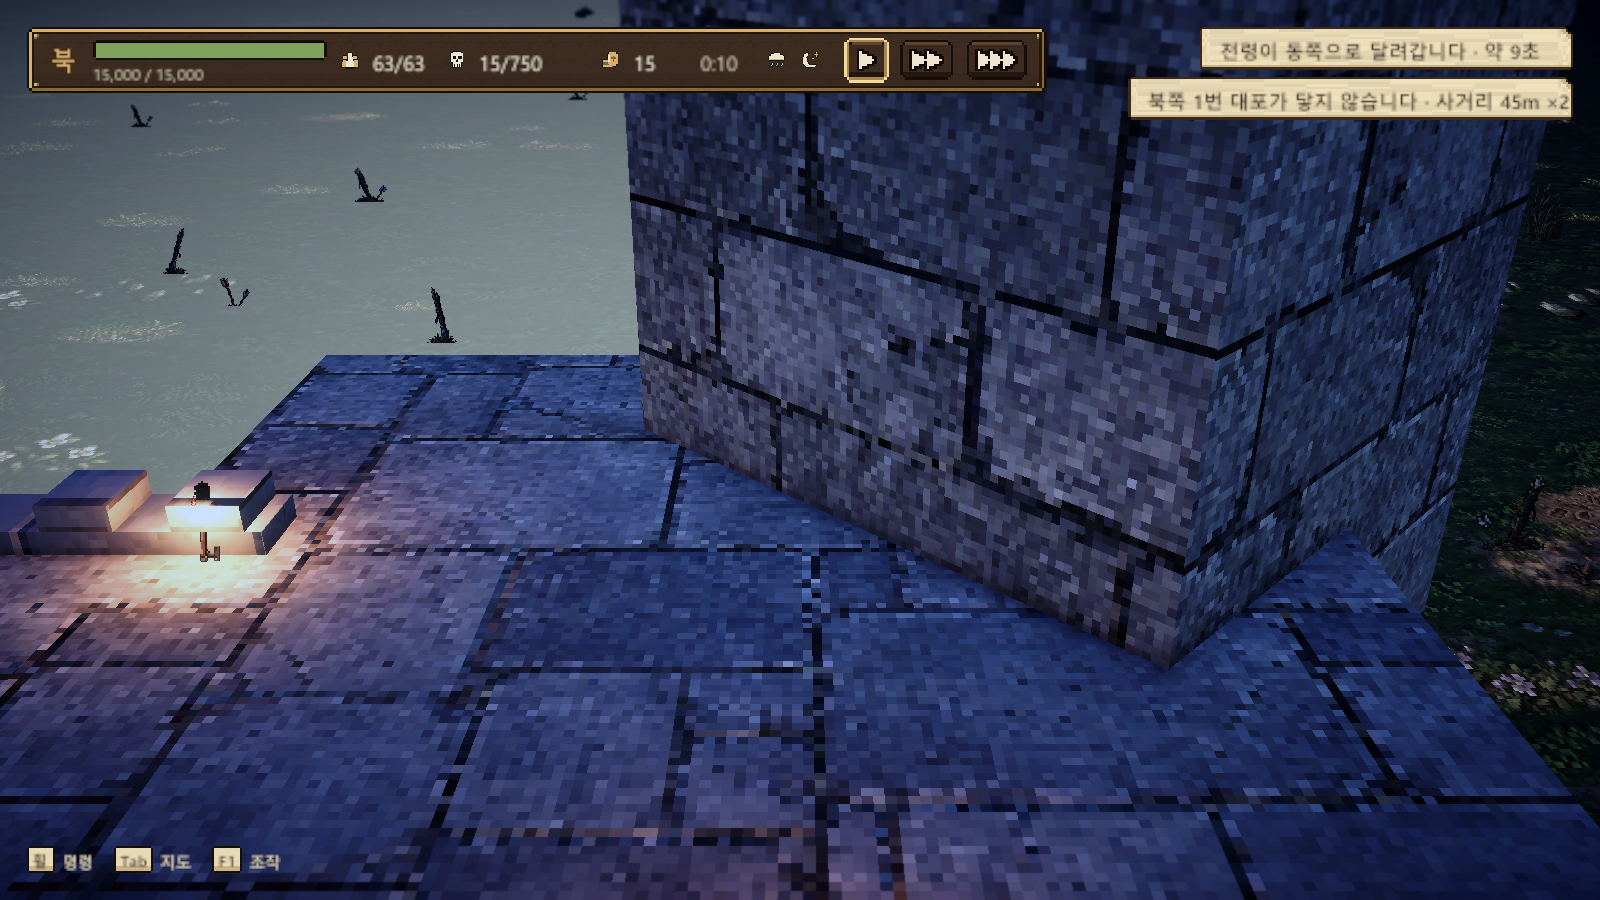 북
15,000 / 15,000
63/63
15/750
15
0:10
전령이 동쪽으로 달려갑니다 · 약 9초
북쪽 1번 대포가 닿지 않습니다 · 사거리 45m ×2
휠 명령 Tab 지도 F1 조작